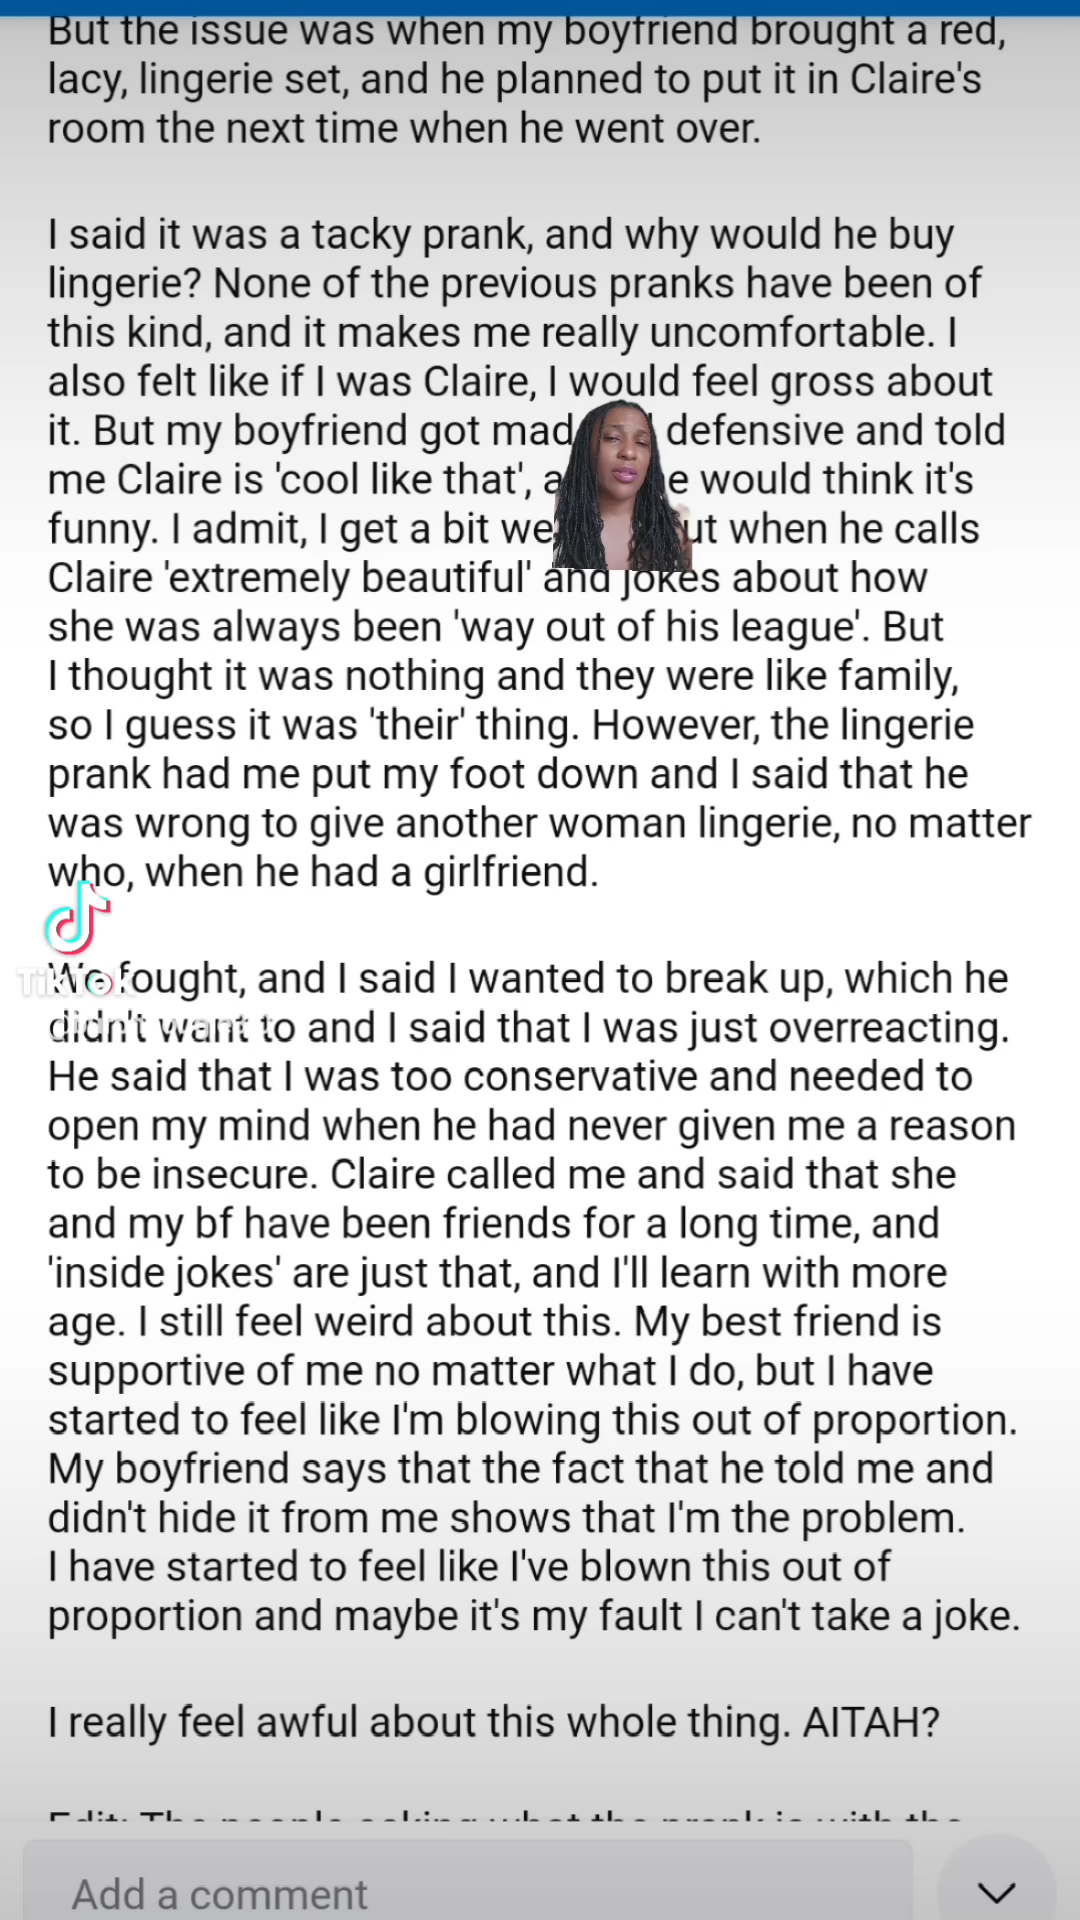 But the issue was when my boyfriend brought a red,
lacy, lingerie set, and he planned to put it in Claire's
room the next time when he went over.
I said it was a tacky prank, and why would he buy
lingerie? None of the previous pranks have been of
this kind, and it makes me really uncomfortable. I
also felt like if I was Claire, I would feel gross about
it. But my boyfriend got mad defensive and told
me Claire is 'cool like that', would think it's
funny. I admit, I get a bit when he calls
Claire 'extremely beautiful' and jokes about how
she was always been 'way out of his league'. But
I thought it was nothing and they were like family,
so I guess it was 'their' thing. However, the lingerie
prank had me put my foot down and I said that he
was wrong to give another woman lingerie, no matter
who, when he had a girlfriend.
TikTok
We fought, and I said I wanted to break up, which he
didn't want to and I said that I was just overreacting.
He said that I was too conservative and needed to
open my mind when he had never given me a reason
to be insecure. Claire called me and said that she
and my bf have been friends for a long time, and
'inside jokes' are just that, and I'll learn with more
age. I still feel weird about this. My best friend is
supportive of me no matter what I do, but I have
started to feel like I'm blowing this out of proportion.
My boyfriend says that the fact that he told me and
didn't hide it from me shows that I'm the problem.
I have started to feel like I've blown this out of
proportion and maybe it's my fault I can't take a joke.
I really feel awful about this whole thing. AITAH?
Edit: The people asking what the prank is with the
Add a comment